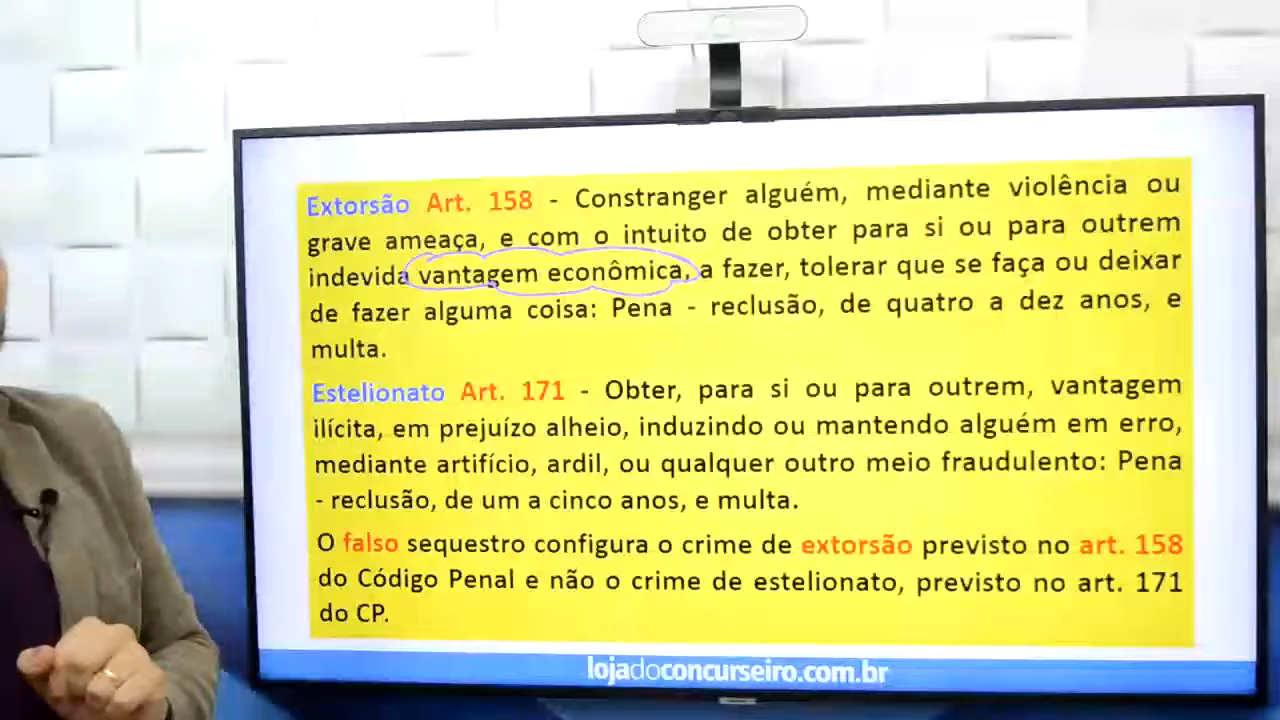 Extorsão Art. 158 - Constranger alguém, mediante violência ou
grave ameaça, e com o intuito de obter para si ou para outrem
indevida vantagem econômica, a fazer, tolerar que se faça ou deixar
de fazer alguma coisa: Pena - reclusão, de quatro a dez anos, e
multa.
Estelionato Art. 171 - Obter, para si ou para outrem, vantagem
ilícita, em prejuízo alheio, induzindo ou mantendo alguém em erro,
mediante artifício, ardil, ou qualquer outro meio fraudulento: Pena
- reclusão, de um a cinco anos, e multa.
O falso sequestro configura o crime de extorsão previsto no art. 158
do Código Penal e não o crime de estelionato, previsto no art. 171
do CP.
lojadoconcurseiro.com.br